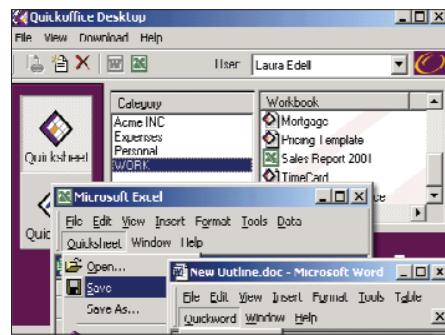 Quickoffice Desktop
File View Download Help
User Laura Edell
Category
Workbook
Acme INC
Expenses
Personal
WORK
Mortgage
Pricing Template
Sales Report 2001
TimeCard
Quicksheet
Microsoft Excel
File Edit View Insert Format Tools Data
Quicksheet Window Help
Open...
Save
Save As...
New Outline.doc - Microsoft Word
File Edit View Insert Format Tools Table
Quickword Window Help